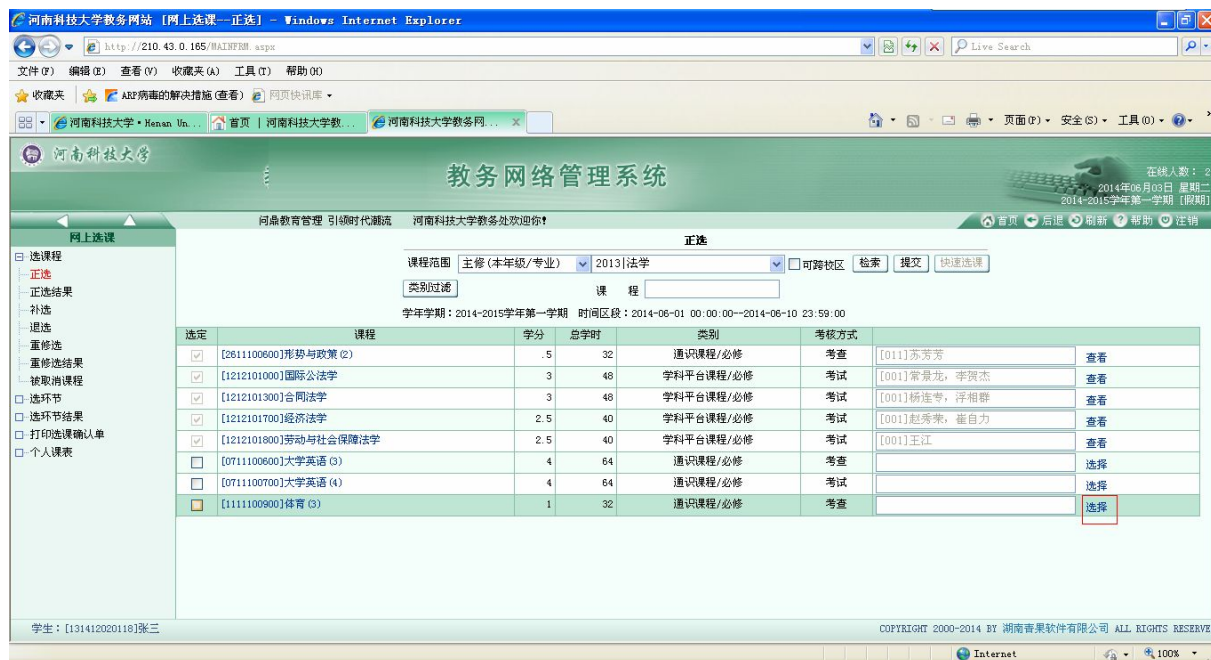 河南科技大学教务网站 [网上选课--正选] - Windows Internet Explorer
http://210.43.0.165/MAINFRM.aspx
Live Search
文件(F) 编辑(E) 查看(V) 收藏夹(A) 工具(T) 帮助(H)
收藏夹 ARP病毒的解决措施(查看) 网页快讯库
河南科技大学·Henan Un... 首页 | 河南科技大学教... 河南科技大学教务网... 页面(P) 安全(S) 工具(O)
河南科技大学
教务网络管理系统
在线人数: 2
2014年06月03日 星期二
2014-2015学年第一学期 [假期]
问鼎教育管理 引领时代潮流 河南科技大学教务处欢迎你! 首页 后退 刷新 帮助 注销
网上选课
选课程
正选
正选结果
补选
退选
重修选
重修选结果
被取消课程
选环节
选环节结果
打印选课确认单
个人课表
正选
课程范围 主修(本年级/专业) 2013|法学 可跨校区 检索 提交 快速选课
类别过滤 课 程
学年学期:2014-2015学年第一学期 时间区段:2014-06-01 00:00:00--2014-06-10 23:59:00
选定 课程 学分 总学时 类别 考核方式
[2611100600]形势与政策(2) .5 32 通识课程/必修 考查 [011]苏芳芳 查看
[1212101000]国际公法学 3 48 学科平台课程/必修 考试 [001]常景龙,李贺杰 查看
[1212101300]合同法学 3 48 学科平台课程/必修 考试 [001]杨连专,浮相群 查看
[1212101700]经济法学 2.5 40 学科平台课程/必修 考试 [001]赵秀荣,崔自力 查看
[1212101800]劳动与社会保障法学 2.5 40 学科平台课程/必修 考试 [001]王江 查看
[0711100600]大学英语(3) 4 64 通识课程/必修 考查 选择
[0711100700]大学英语(4) 4 64 通识课程/必修 考试 选择
[1111100900]体育(3) 1 32 通识课程/必修 考查 选择
学生:[131412020118]张三 COPYRIGHT 2000-2014 BY 湖南青果软件有限公司 ALL RIGHTS RESERVE
Internet 100%